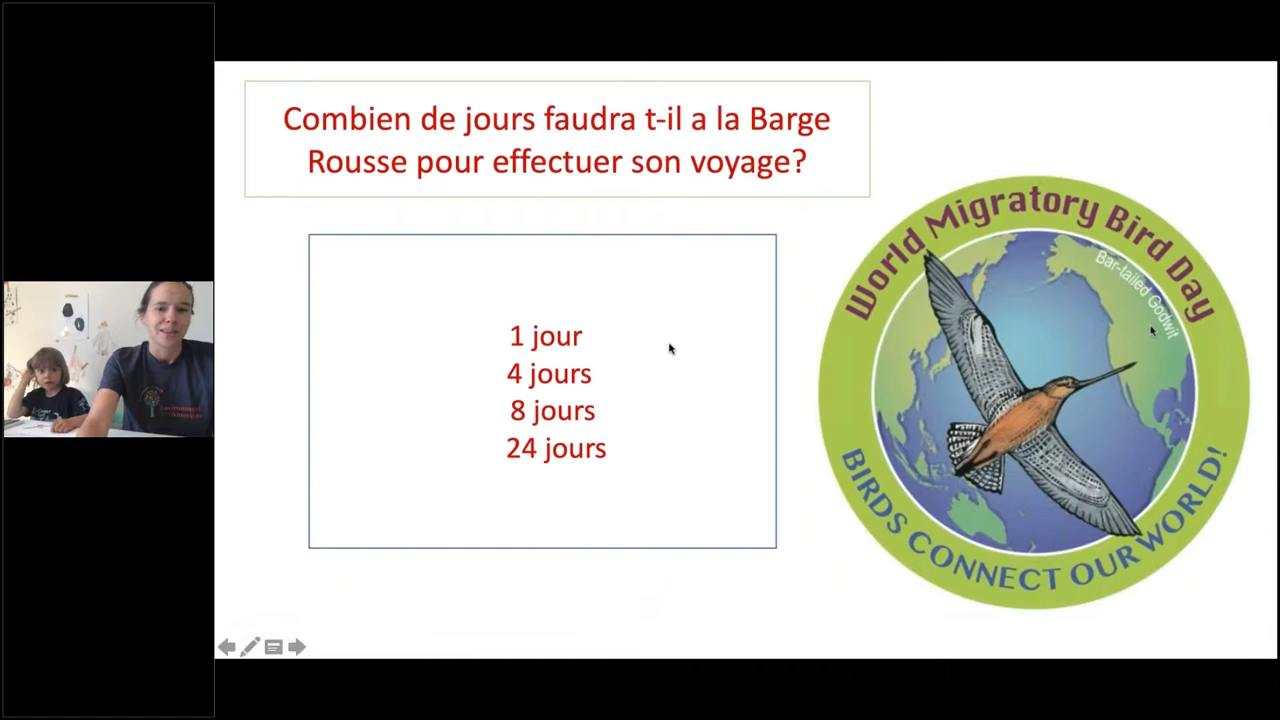 Combien de jours faudra t-il a la Barge
Rousse pour effectuer son voyage?
1 jour
4 jours
8 jours
24 jours
World Migratory Bird Day
Bar-tailed Godwit
BIRDS CONNECT OUR WORLD!